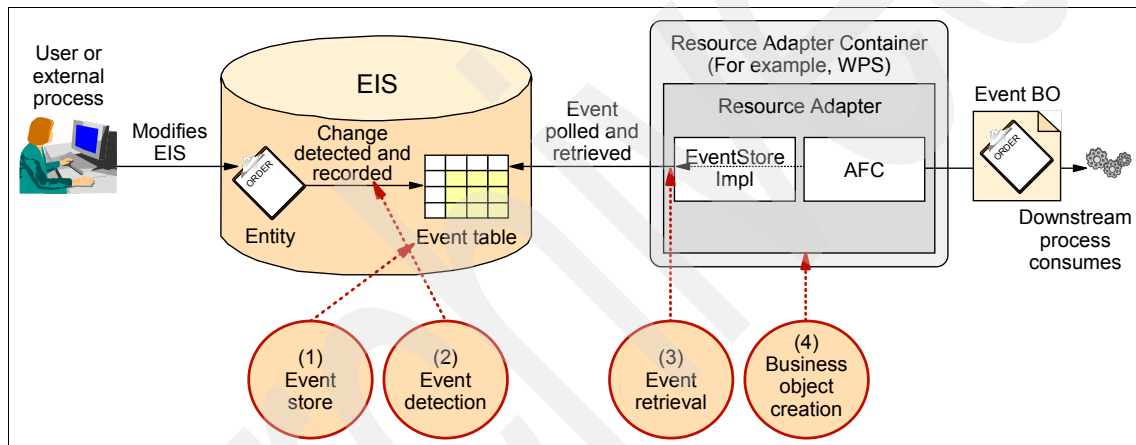 User or
external
process
Modifies
EIS
EIS
Change
detected and
recorded
ORDER
Entity
Event table
Event
polled and
retrieved
Resource Adapter Container
(For example, WPS)
Resource Adapter
EventStore
Impl
AFC
Event BO
ORDER
Downstream
process
consumes
(1)
Event
store
(2)
Event
detection
(3)
Event
retrieval
(4)
Business
object
creation